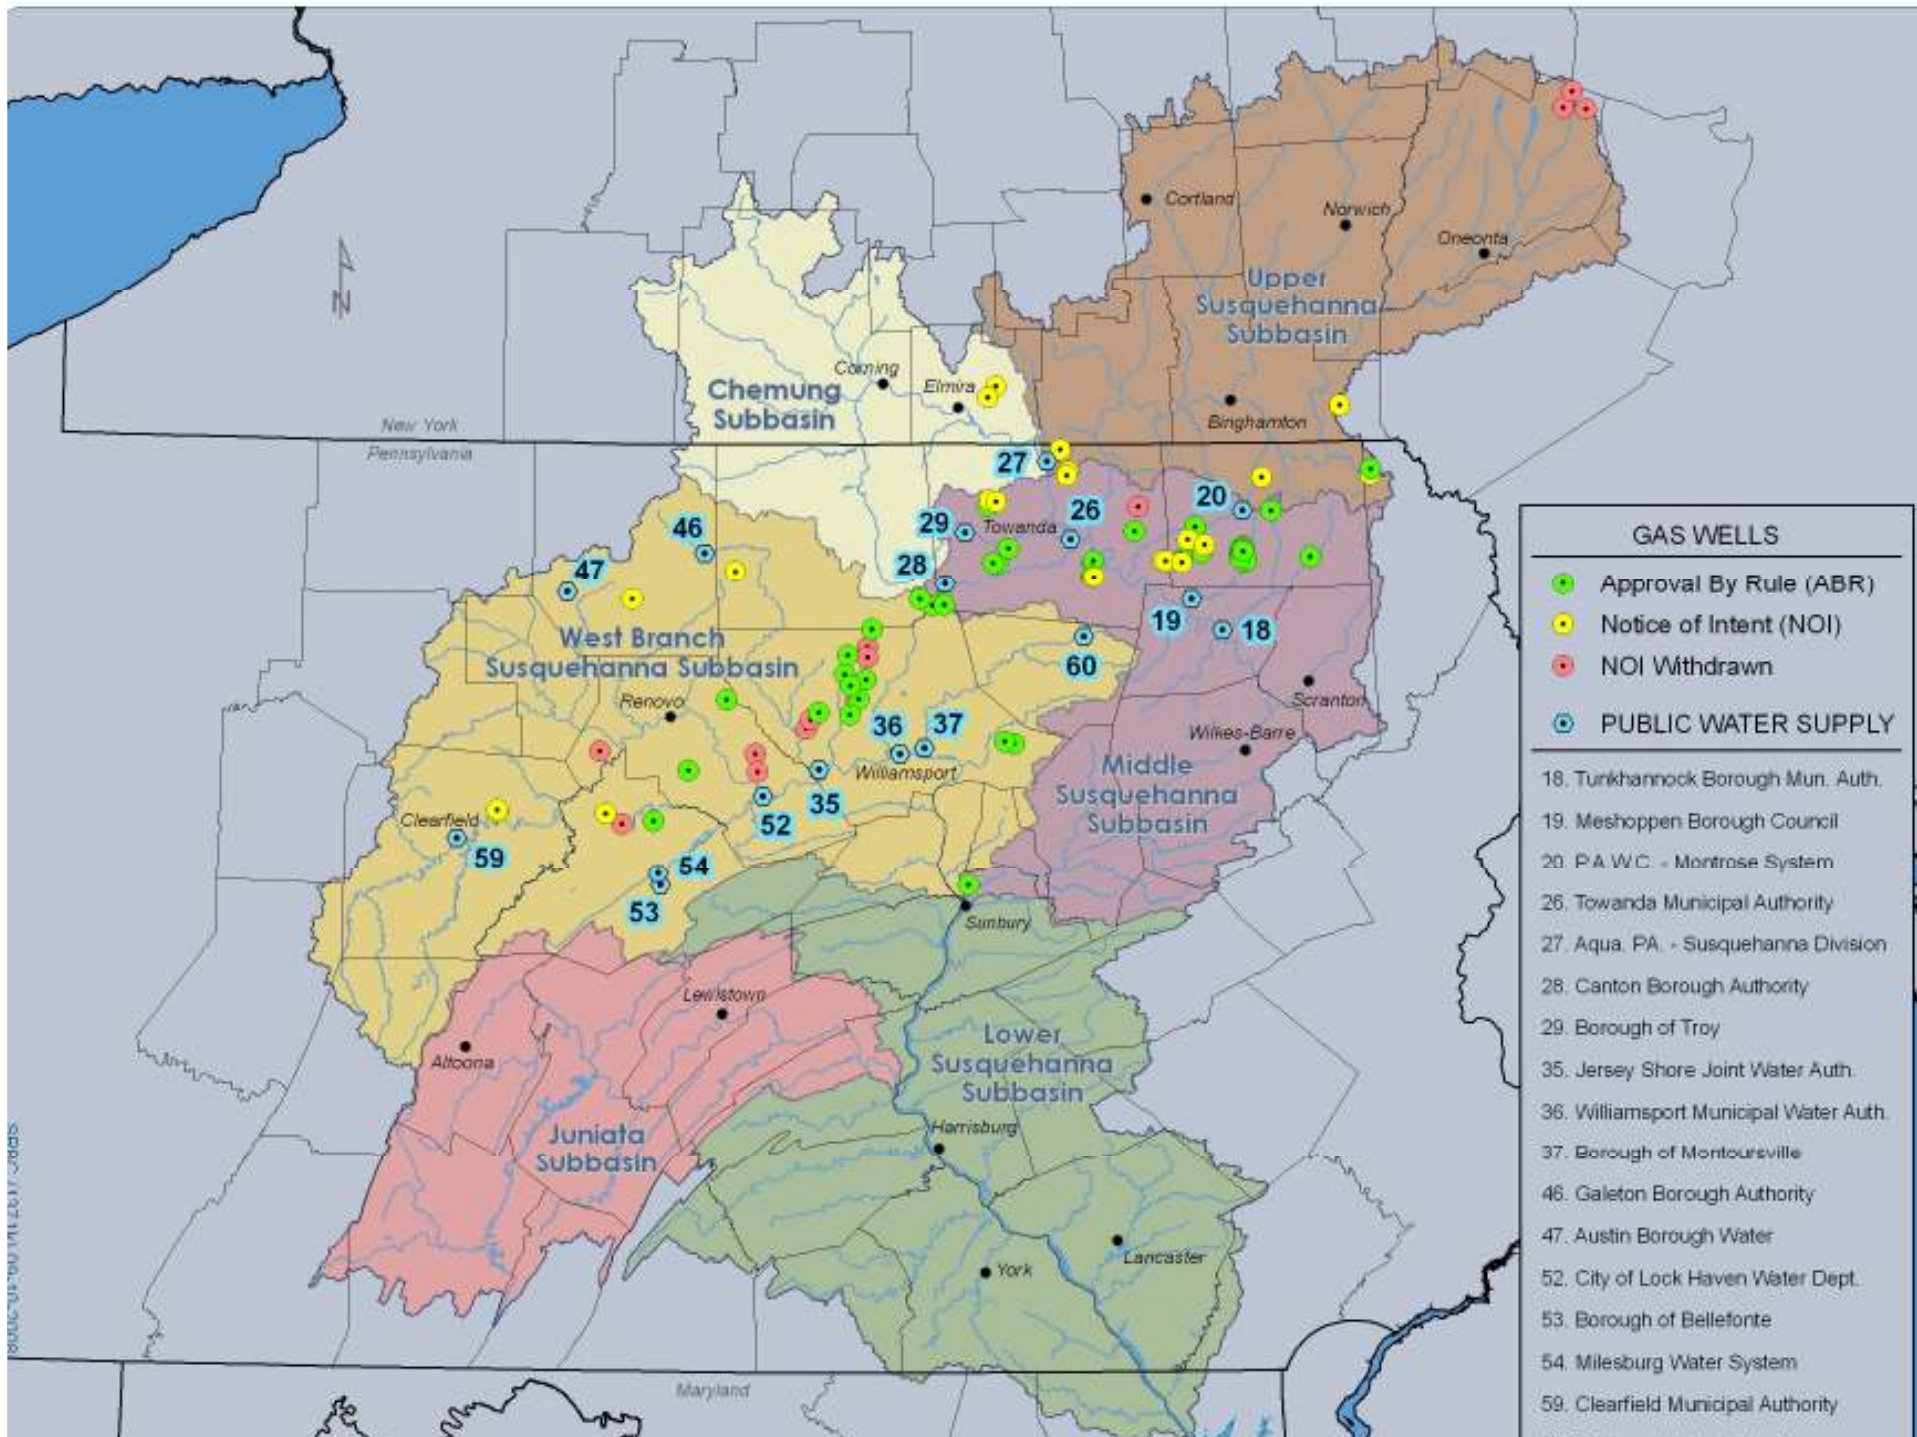 Cortland
Norwich
Oneonta
Upper
Susquehanna
Subbasin
N
Corning
Elmira
Chemung
Subbasin
Binghamton
New York
Pennsylvania
27
20
26
29
Towanda
46
28
47
19
18
West Branch
Susquehanna Subbasin
60
Scranton
Renovo
36
37
Wilkes-Barre
Williamsport
Middle
Susquehanna
Subbasin
35
52
Clearfield
59
54
53
Sunbury
Lewistown
Altoona
Lower
Susquehanna
Subbasin
Juniata
Subbasin
Harrisburg
Lancaster
York
Maryland
GAS WELLS
Approval By Rule (ABR)
Notice of Intent (NOI)
NOI Withdrawn
PUBLIC WATER SUPPLY
18. Tunkhannock Borough Mun. Auth.
19. Meshoppen Borough Council
20. P.A.W.C. - Montrose System
26. Towanda Municipal Authority
27. Aqua. PA. - Susquehanna Division
28. Canton Borough Authority
29. Borough of Troy
35. Jersey Shore Joint Water Auth.
36. Williamsport Municipal Water Auth.
37. Borough of Montoursville
46. Galeton Borough Authority
47. Austin Borough Water
52. City of Lock Haven Water Dept.
53. Borough of Bellefonte
54. Milesburg Water System
59. Clearfield Municipal Authority